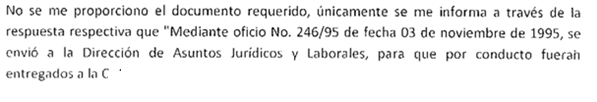 No se me proporciono el documento requerido, únicamente se me informa a través de la
respuesta respectiva que "Mediante oficio No. 246/95 de fecha 03 de noviembre de 1995, se
envió a la Dirección de Asuntos Jurídicos y Laborales, para que por conducto fuerah
entregados a la C